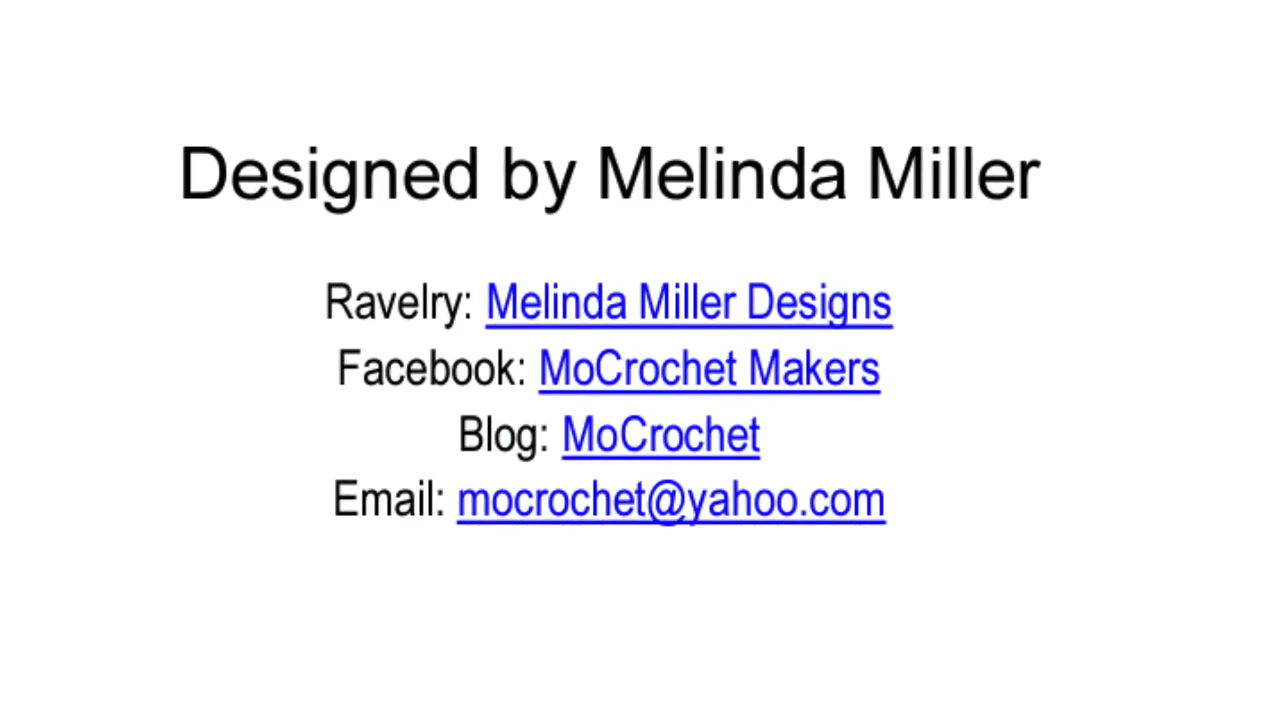 Designed by Melinda Miller
Ravelry: Melinda Miller Designs
Facebook: MoCrochet Makers
Blog: MoCrochet
Email: mocrochet@yahoo.com